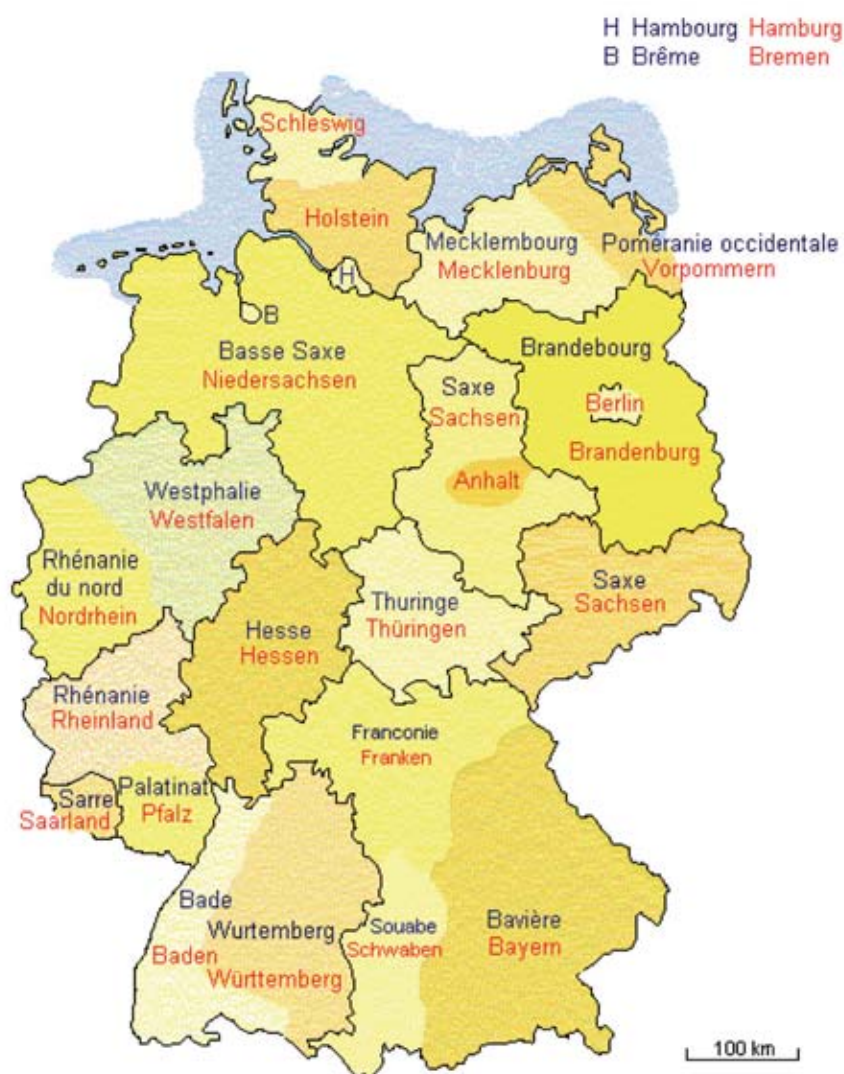 H Hambourg Hamburg
B Brême Bremen
Schleswig
Holstein
Mecklembourg
Mecklenburg
Poméranie occidentale
Vorpommern
H
B
Basse Saxe
Niedersachsen
Brandebourg
Saxe
Sachsen
Berlin
Brandenburg
Anhalt
Westphalie
Westfalen
Rhénanie
du nord
Nordrhein
Saxe
Sachsen
Thuringe
Thüringen
Hesse
Hessen
Rhénanie
Rheinland
Franconie
Franken
Palatinat
Pfalz
Sarre
Saarland
Bade
Baden
Wurtemberg
Württemberg
Souabe
Schwaben
Bavière
Bayern
100 km